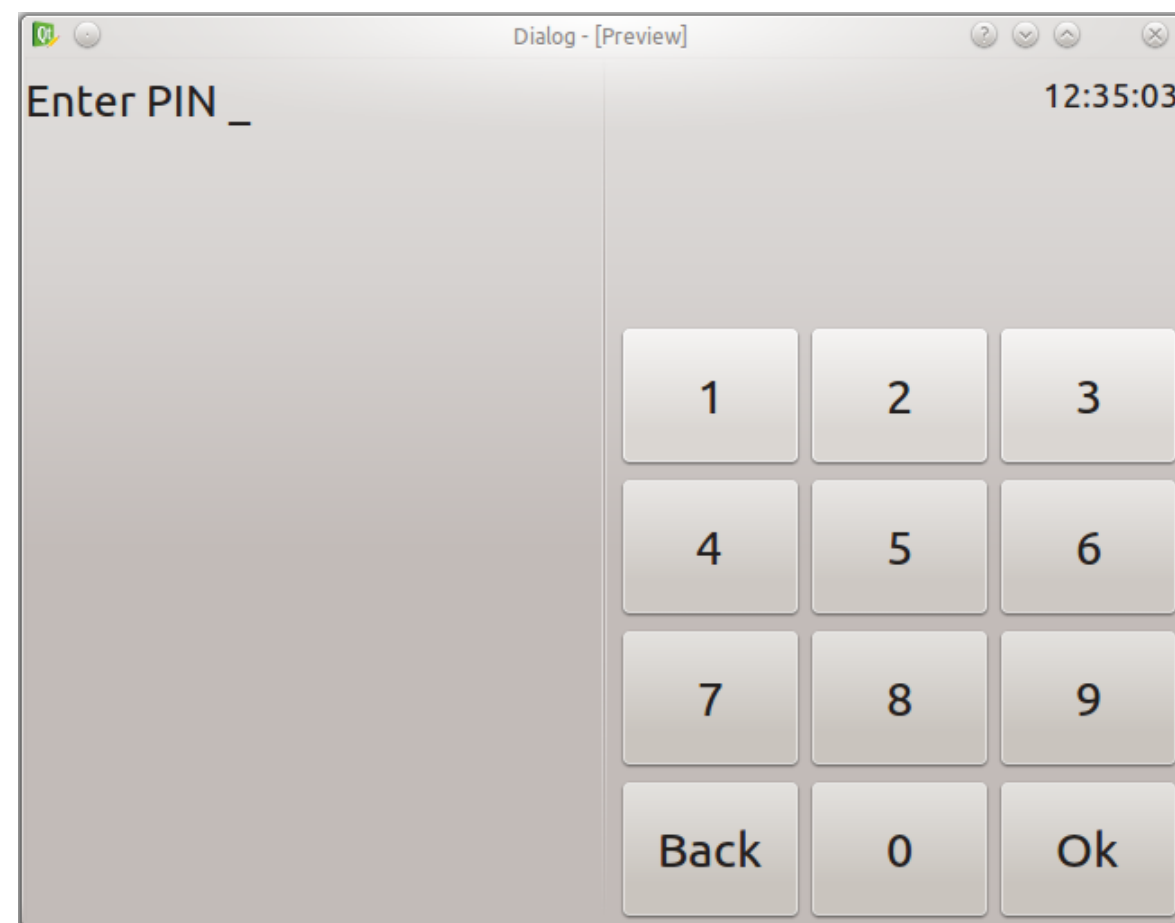 Dialog - [Preview]
Enter PIN _
12:35:03
1 2 3
4 5 6
7 8 9
Back 0 Ok